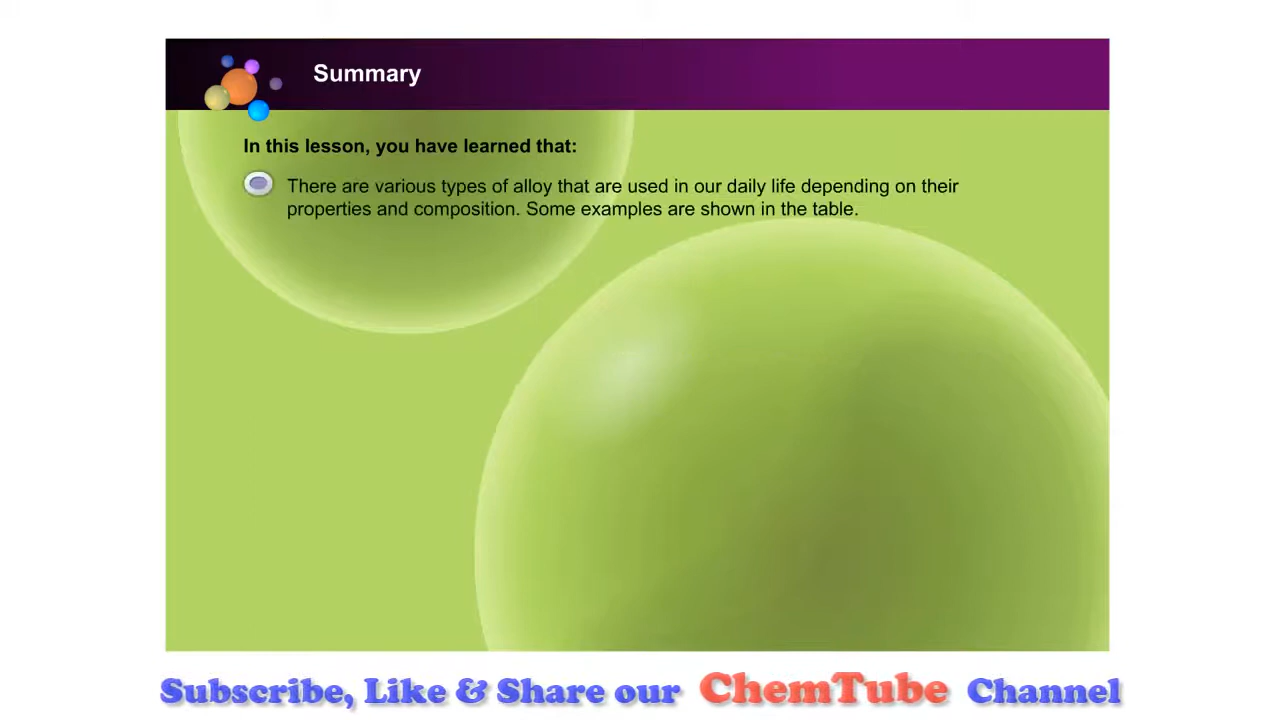 Summary
In this lesson, you have learned that:
There are various types of alloy that are used in our daily life depending on their
properties and composition. Some examples are shown in the table.
Subscribe, Like & Share our ChemTube Channel